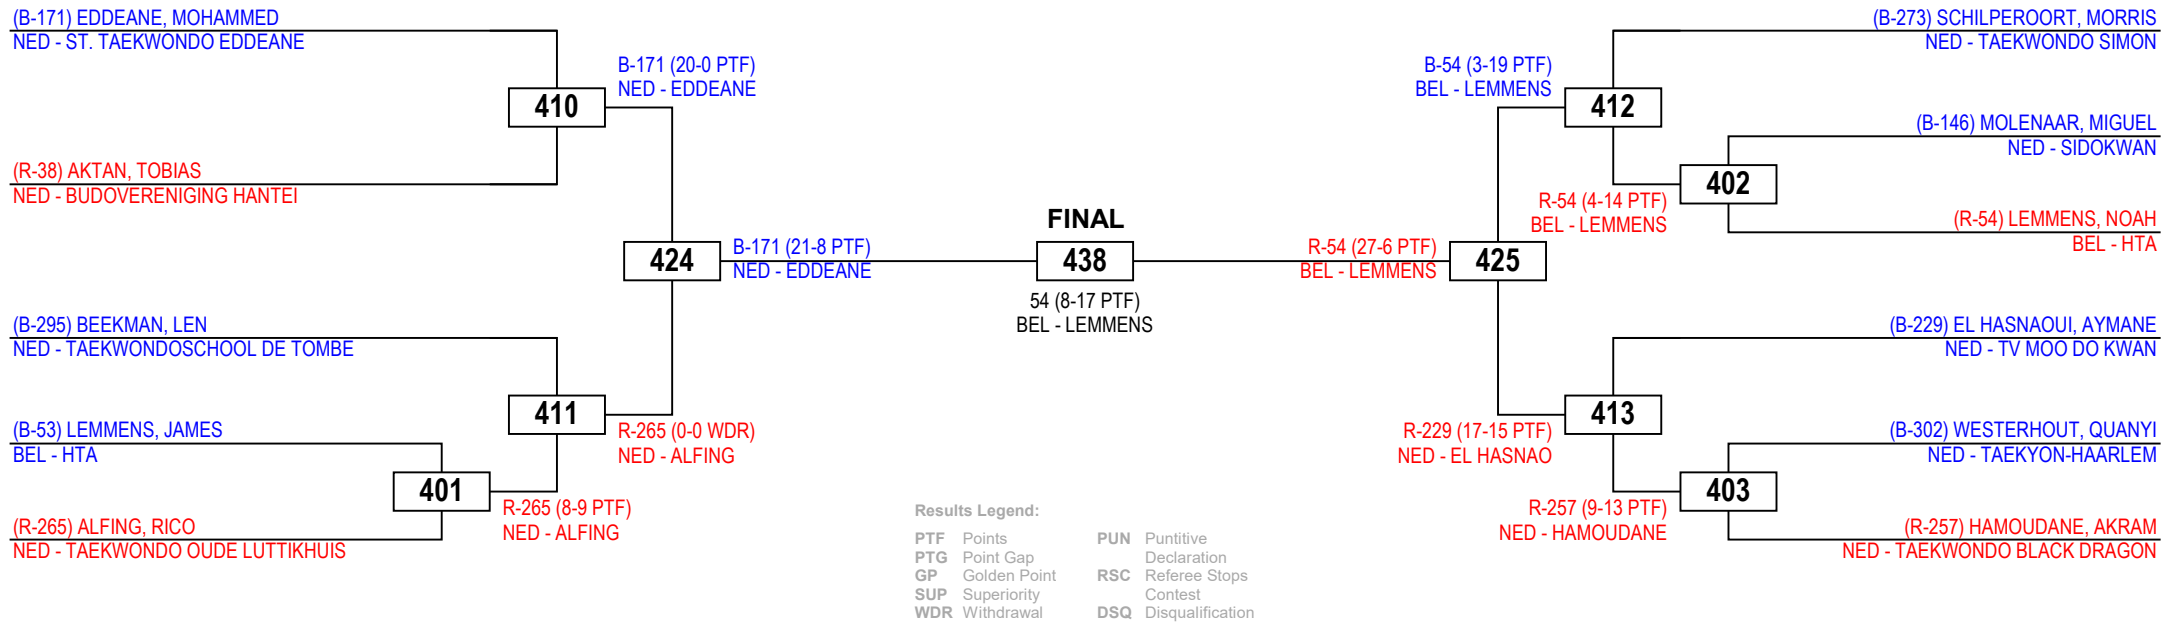 (B-171) EDDEANE, MOHAMMED
NED - ST. TAEKWONDO EDDEANE
B-171 (20-0 PTF)
NED - EDDEANE
410
(R-38) AKTAN, TOBIAS
NED - BUDOVERENIGING HANTEI
424
B-171 (21-8 PTF)
NED - EDDEANE
(B-295) BEEKMAN, LEN
NED - TAEKWONDOSCHOOL DE TOMBE
411
R-265 (0-0 WDR)
NED - ALFING
(B-53) LEMMENS, JAMES
BEL - HTA
401
R-265 (8-9 PTF)
NED - ALFING
(R-265) ALFING, RICO
NED - TAEKWONDO OUDE LUTTIKHUIS
FINAL
438
54 (8-17 PTF)
BEL - LEMMENS
(B-273) SCHILPEROORT, MORRIS
NED - TAEKWONDO SIMON
B-54 (3-19 PTF)
BEL - LEMMENS
412
(B-146) MOLENAAR, MIGUEL
NED - SIDOKWAN
402
R-54 (4-14 PTF)
BEL - LEMMENS
(R-54) LEMMENS, NOAH
BEL - HTA
R-54 (27-6 PTF)
BEL - LEMMENS
425
(B-229) EL HASNAOUI, AYMANE
NED - TV MOO DO KWAN
413
R-229 (17-15 PTF)
NED - EL HASNAO
(B-302) WESTERHOUT, QUANYI
NED - TAEKYON-HAARLEM
403
R-257 (9-13 PTF)
NED - HAMOUDANE
(R-257) HAMOUDANE, AKRAM
NED - TAEKWONDO BLACK DRAGON
Results Legend:
PTF Points
PTG Point Gap
GP Golden Point
SUP Superiority
WDR Withdrawal
PUN Puntitive
Declaration
RSC Referee Stops
Contest
DSQ Disqualification